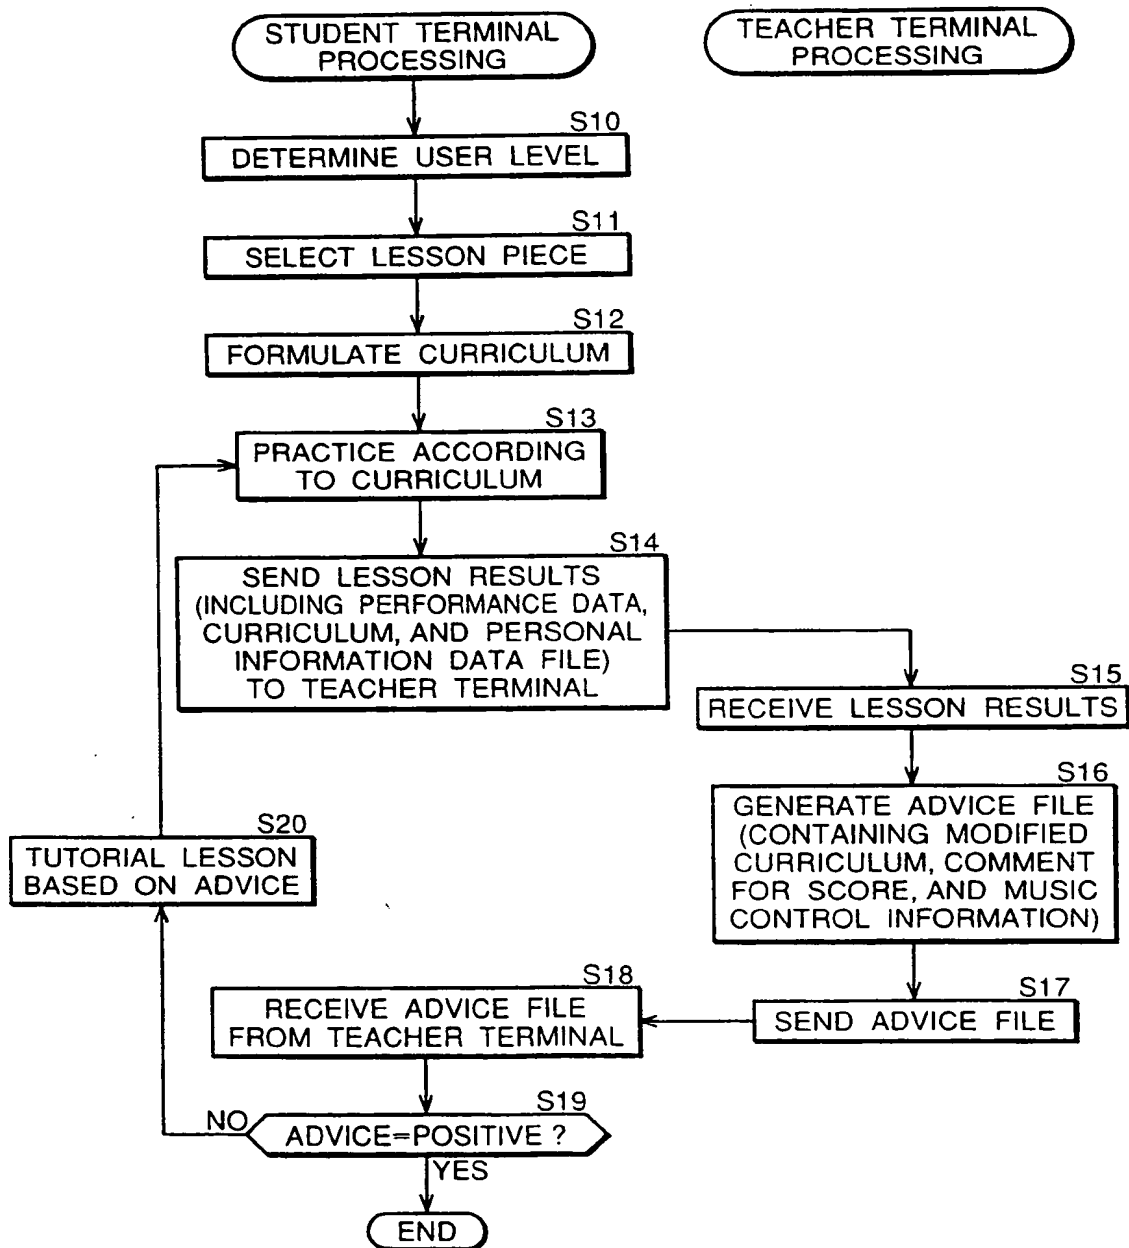 STUDENT TERMINAL
PROCESSING
TEACHER TERMINAL
PROCESSING
S10
DETERMINE USER LEVEL
S11
SELECT LESSON PIECE
S12
FORMULATE CURRICULUM
S13
PRACTICE ACCORDING
TO CURRICULUM
S14
SEND LESSON RESULTS
(INCLUDING PERFORMANCE DATA,
CURRICULUM, AND PERSONAL
INFORMATION DATA FILE)
TO TEACHER TERMINAL
S15
RECEIVE LESSON RESULTS
S16
GENERATE ADVICE FILE
(CONTAINING MODIFIED
CURRICULUM, COMMENT
FOR SCORE, AND MUSIC
CONTROL INFORMATION)
S17
SEND ADVICE FILE
S18
RECEIVE ADVICE FILE
FROM TEACHER TERMINAL
S19
ADVICE=POSITIVE ?
NO
YES
S20
TUTORIAL LESSON
BASED ON ADVICE
END